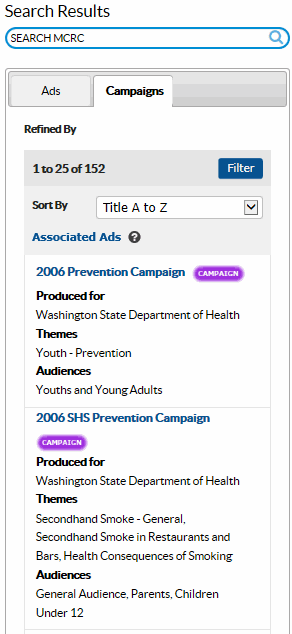 Search Results
SEARCH MCRC
Ads Campaigns
Refined By
1 to 25 of 152 Filter
Sort By Title A to Z
Associated Ads ?
2006 Prevention Campaign CAMPAIGN
Produced for
Washington State Department of Health
Themes
Youth - Prevention
Audiences
Youths and Young Adults
2006 SHS Prevention Campaign
CAMPAIGN
Produced for
Washington State Department of Health
Themes
Secondhand Smoke - General,
Secondhand Smoke in Restaurants and
Bars, Health Consequences of Smoking
Audiences
General Audience, Parents, Children
Under 12